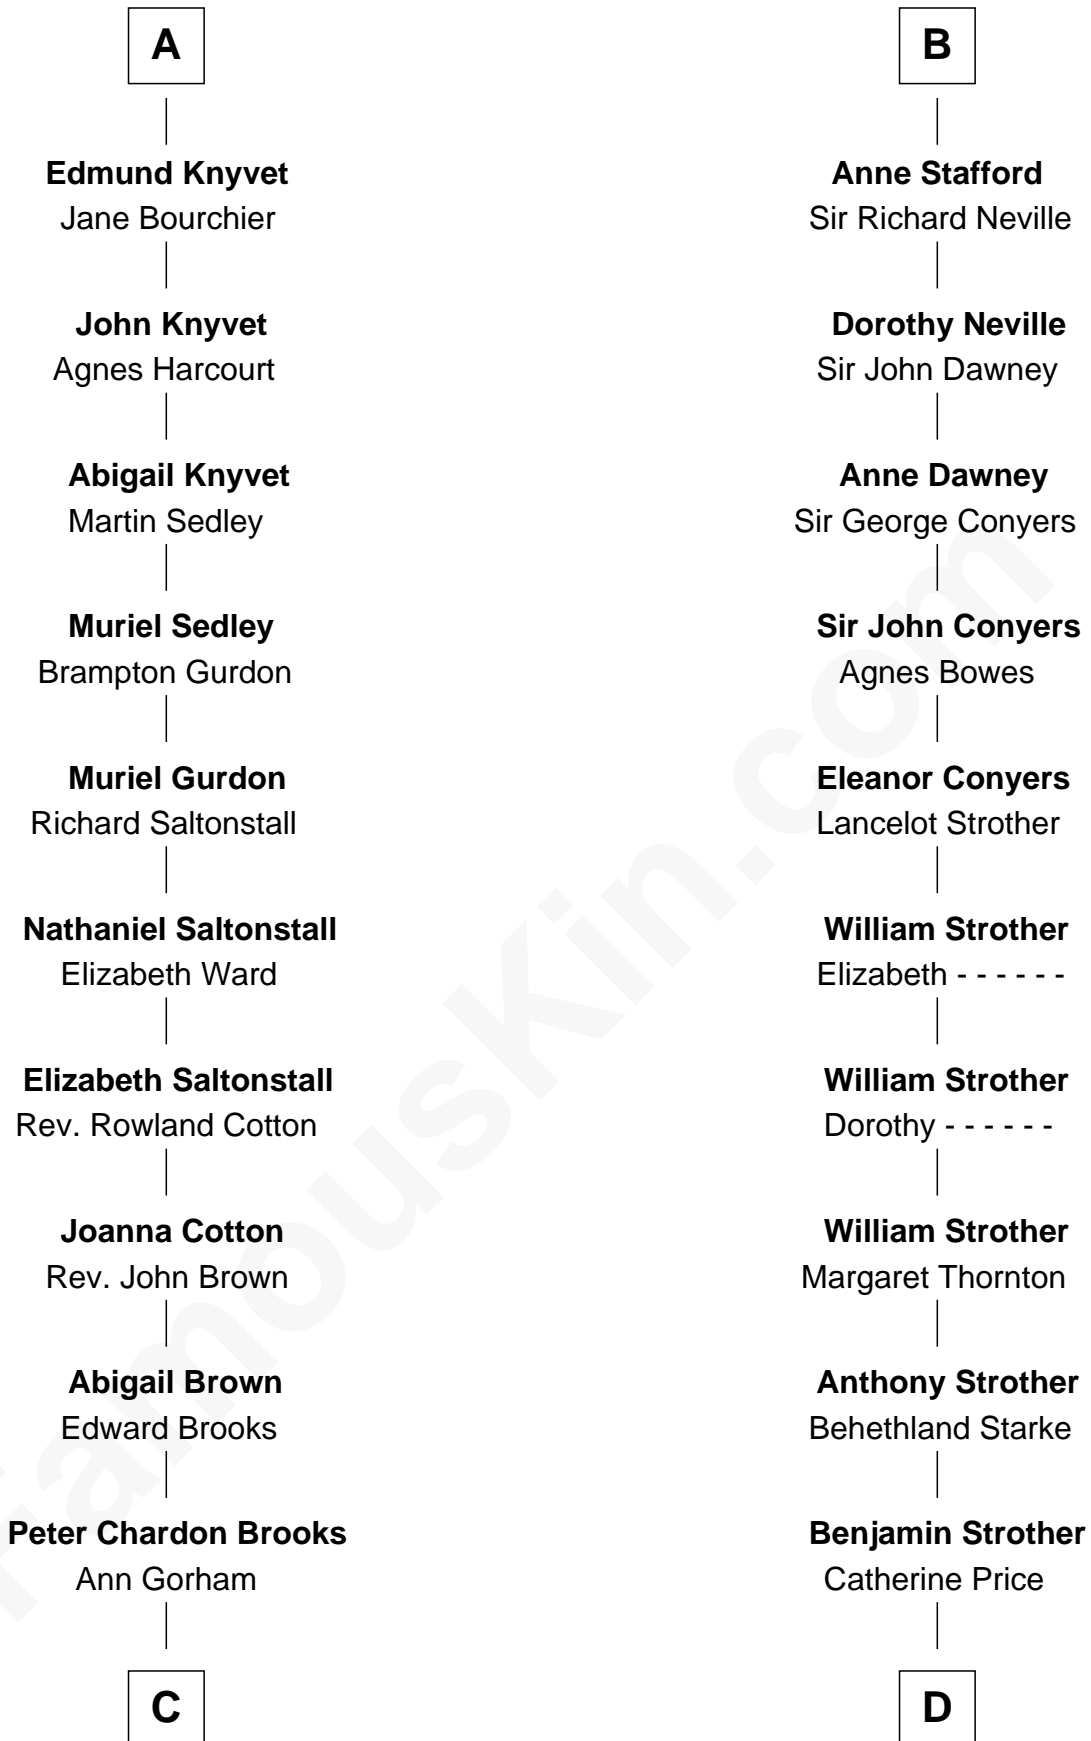 A
Edmund Knyvet
Jane Bourchier
John Knyvet
Agnes Harcourt
Abigail Knyvet
Martin Sedley
Muriel Sedley
Brampton Gurdon
Muriel Gurdon
Richard Saltonstall
Nathaniel Saltonstall
Elizabeth Ward
Elizabeth Saltonstall
Rev. Rowland Cotton
Joanna Cotton
Rev. John Brown
Abigail Brown
Edward Brooks
Peter Chardon Brooks
Ann Gorham
C
B
Anne Stafford
Sir Richard Neville
Dorothy Neville
Sir John Dawney
Anne Dawney
Sir George Conyers
Sir John Conyers
Agnes Bowes
Eleanor Conyers
Lancelot Strother
William Strother
Elizabeth - - - - - -
William Strother
Dorothy - - - - - -
William Strother
Margaret Thornton
Anthony Strother
Behethland Starke
Benjamin Strother
Catherine Price
D
FamousKin.com